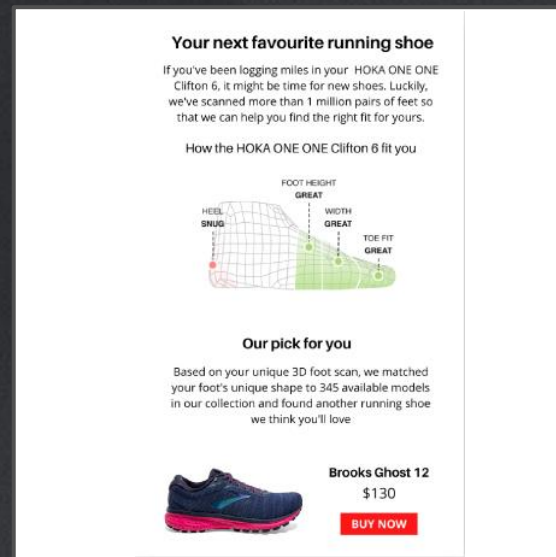 Your next favourite running shoe
If you've been logging miles in your HOKA ONE ONE
Clifton 6, it might be time for new shoes. Luckily,
we've scanned more than 1 million pairs of feet so
that we can help you find the right fit for yours.
How the HOKA ONE ONE Clifton 6 fit you
FOOT HEIGHT
GREAT
HEEL
SNUG
WIDTH
GREAT
TOE FIT
GREAT
Our pick for you
Based on your unique 3D foot scan, we matched
your foot's unique shape to 345 available models
in our collection and found another running shoe
we think you'll love
Brooks Ghost 12
$130
BUY NOW